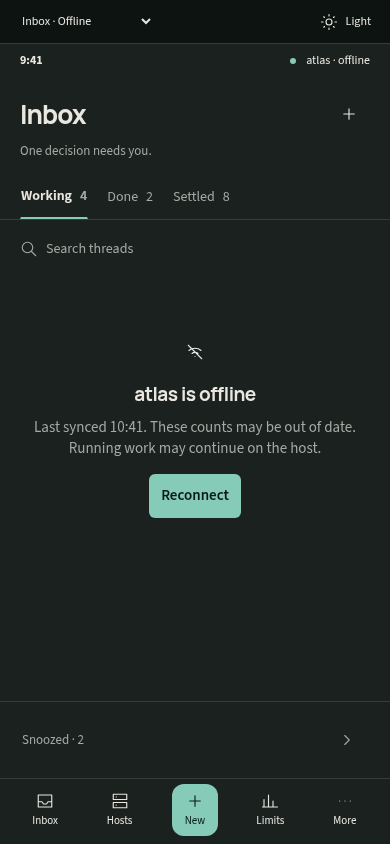 Inbox · Offline
Light
9:41
atlas · offline
Inbox
One decision needs you.
Working 4
Done 2
Settled 8
Search threads
atlas is offline
Last synced 10:41. These counts may be out of date.
Running work may continue on the host.
Reconnect
Snoozed · 2
Inbox
Hosts
New
Limits
More